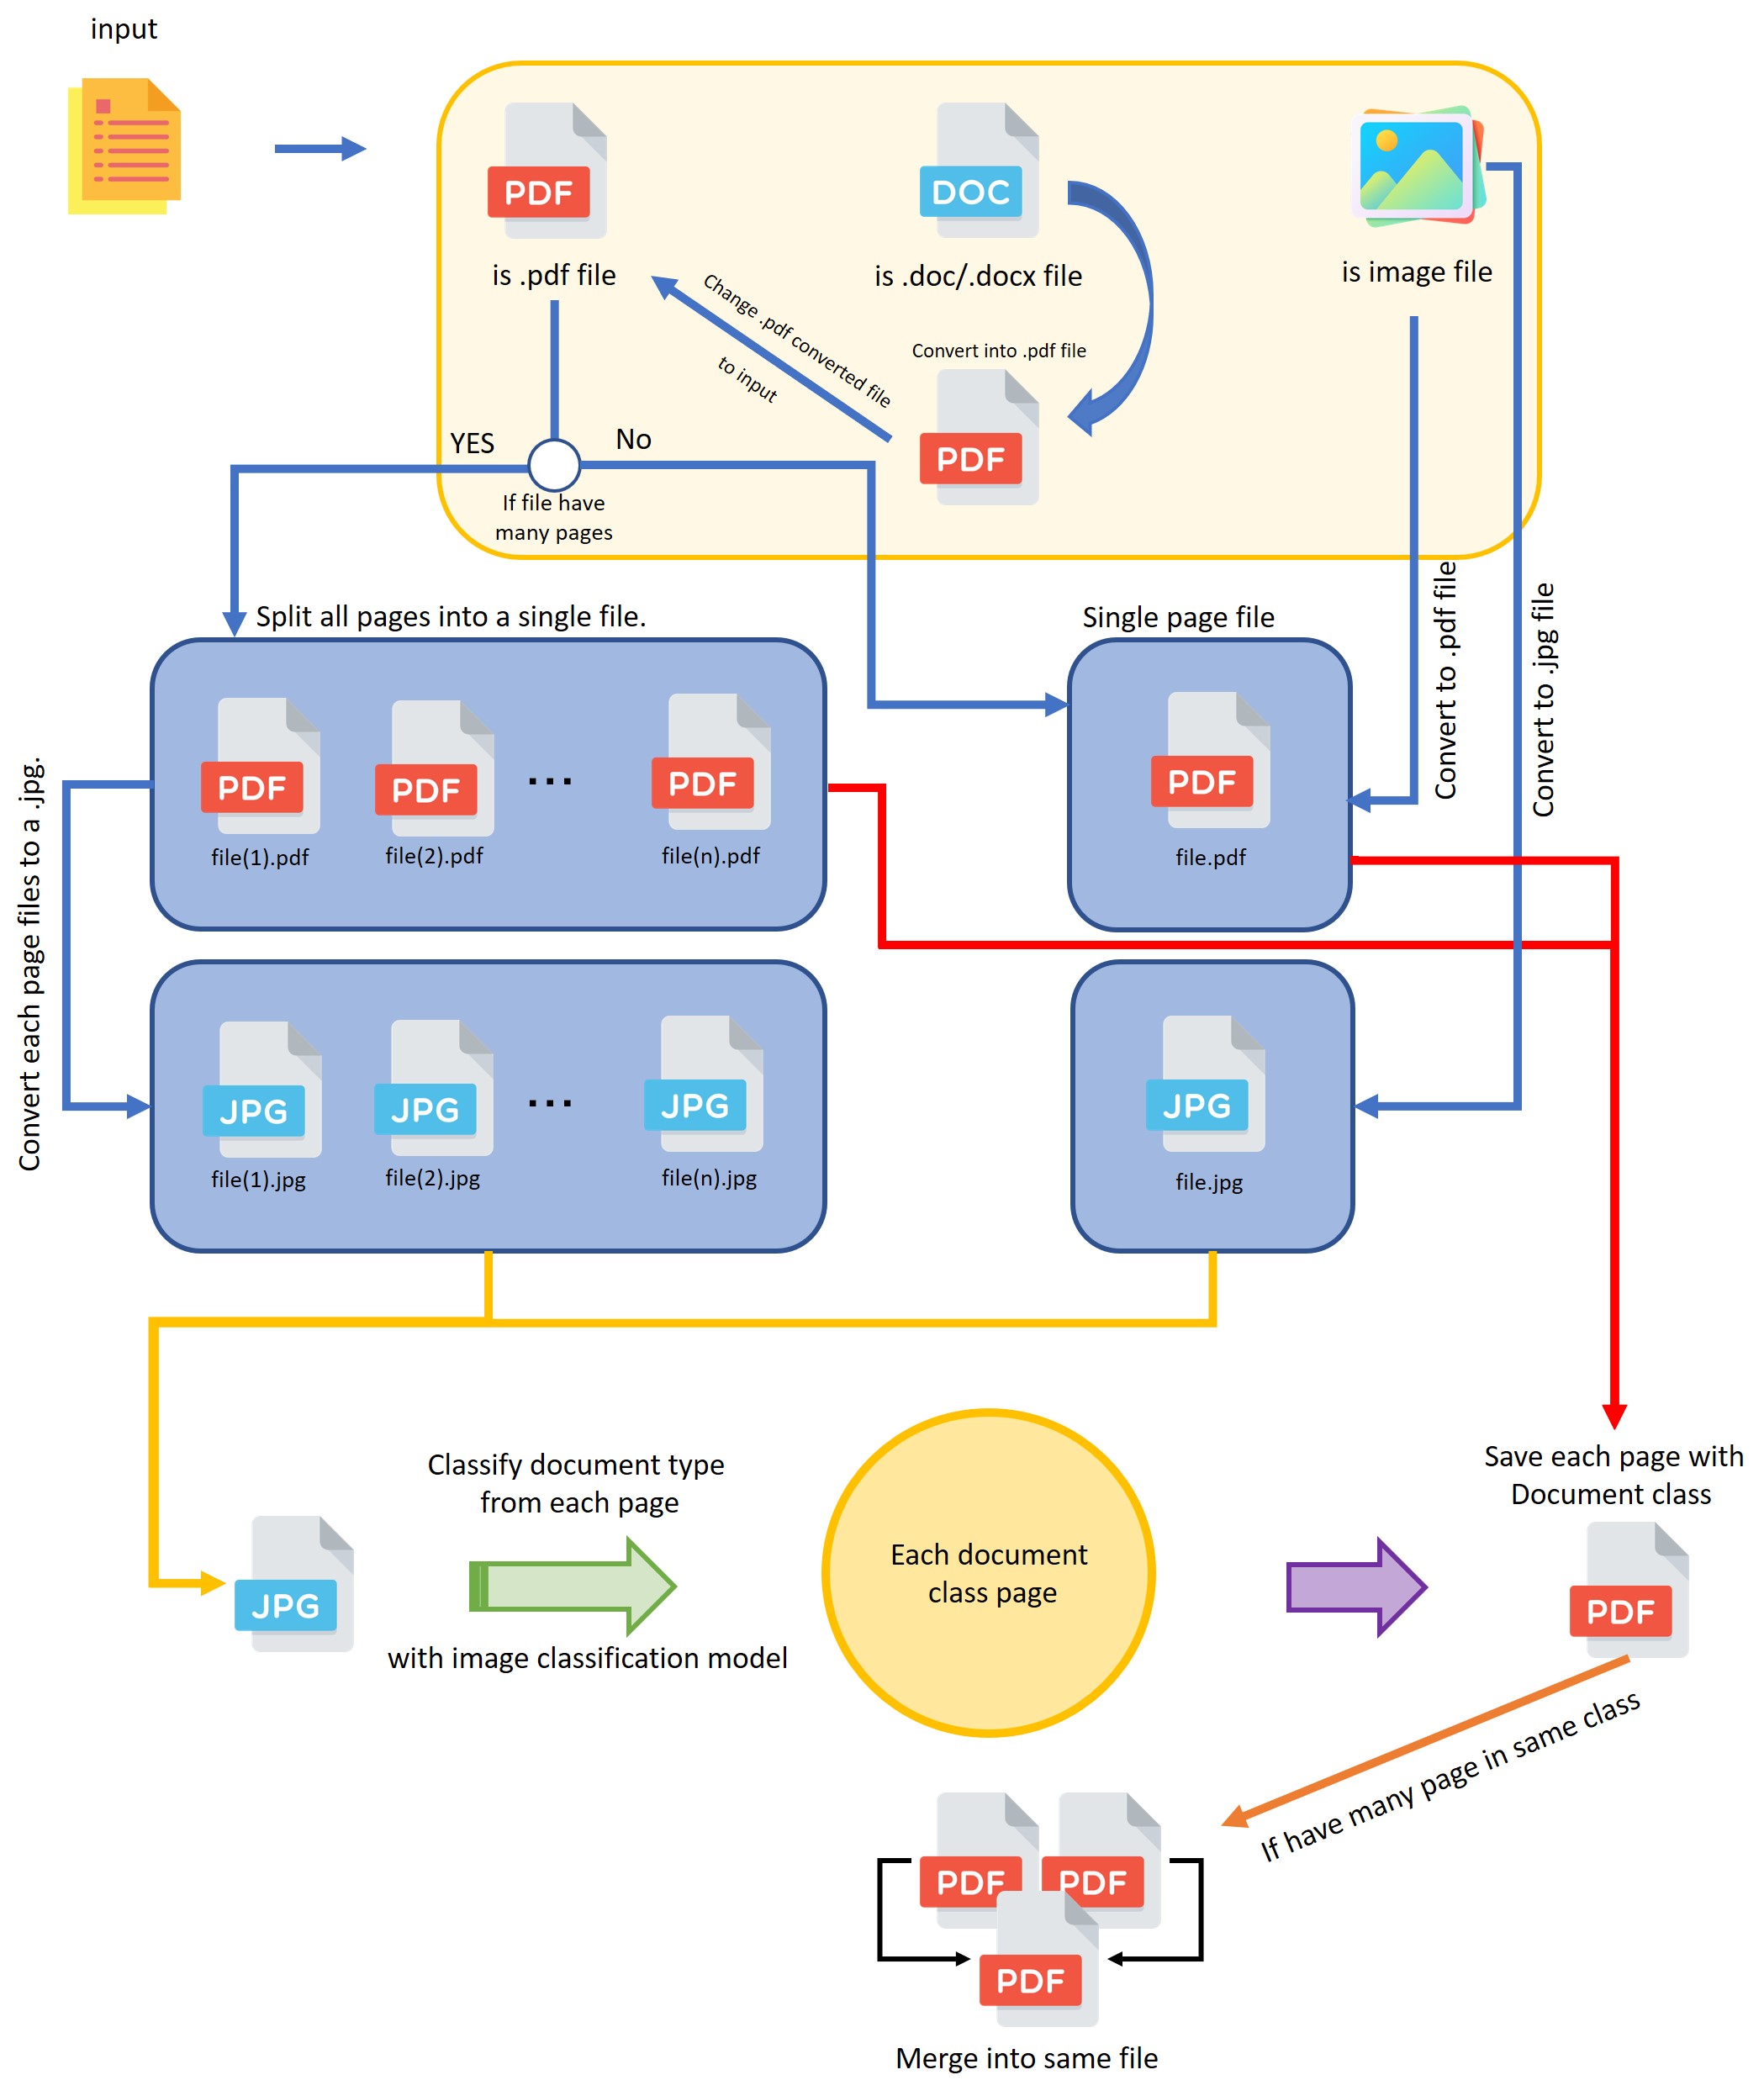 input
PDF
DOC
is .pdf file
is .doc/.docx file
is image file
Change .pdf converted file
to input
Convert into .pdf file
PDF
YES
No
If file have
many pages
Split all pages into a single file.
Single page file
Convert to .pdf file
Convert to .jpg file
PDF
PDF
...
PDF
PDF
file(1).pdf
file(2).pdf
file(n).pdf
file.pdf
Convert each page files to a .jpg.
JPG
JPG
...
JPG
JPG
file(1).jpg
file(2).jpg
file(n).jpg
file.jpg
Classify document type
from each page
with image classification model
JPG
Each document
class page
Save each page with
Document class
PDF
If have many page in same class
PDF
PDF
PDF
Merge into same file